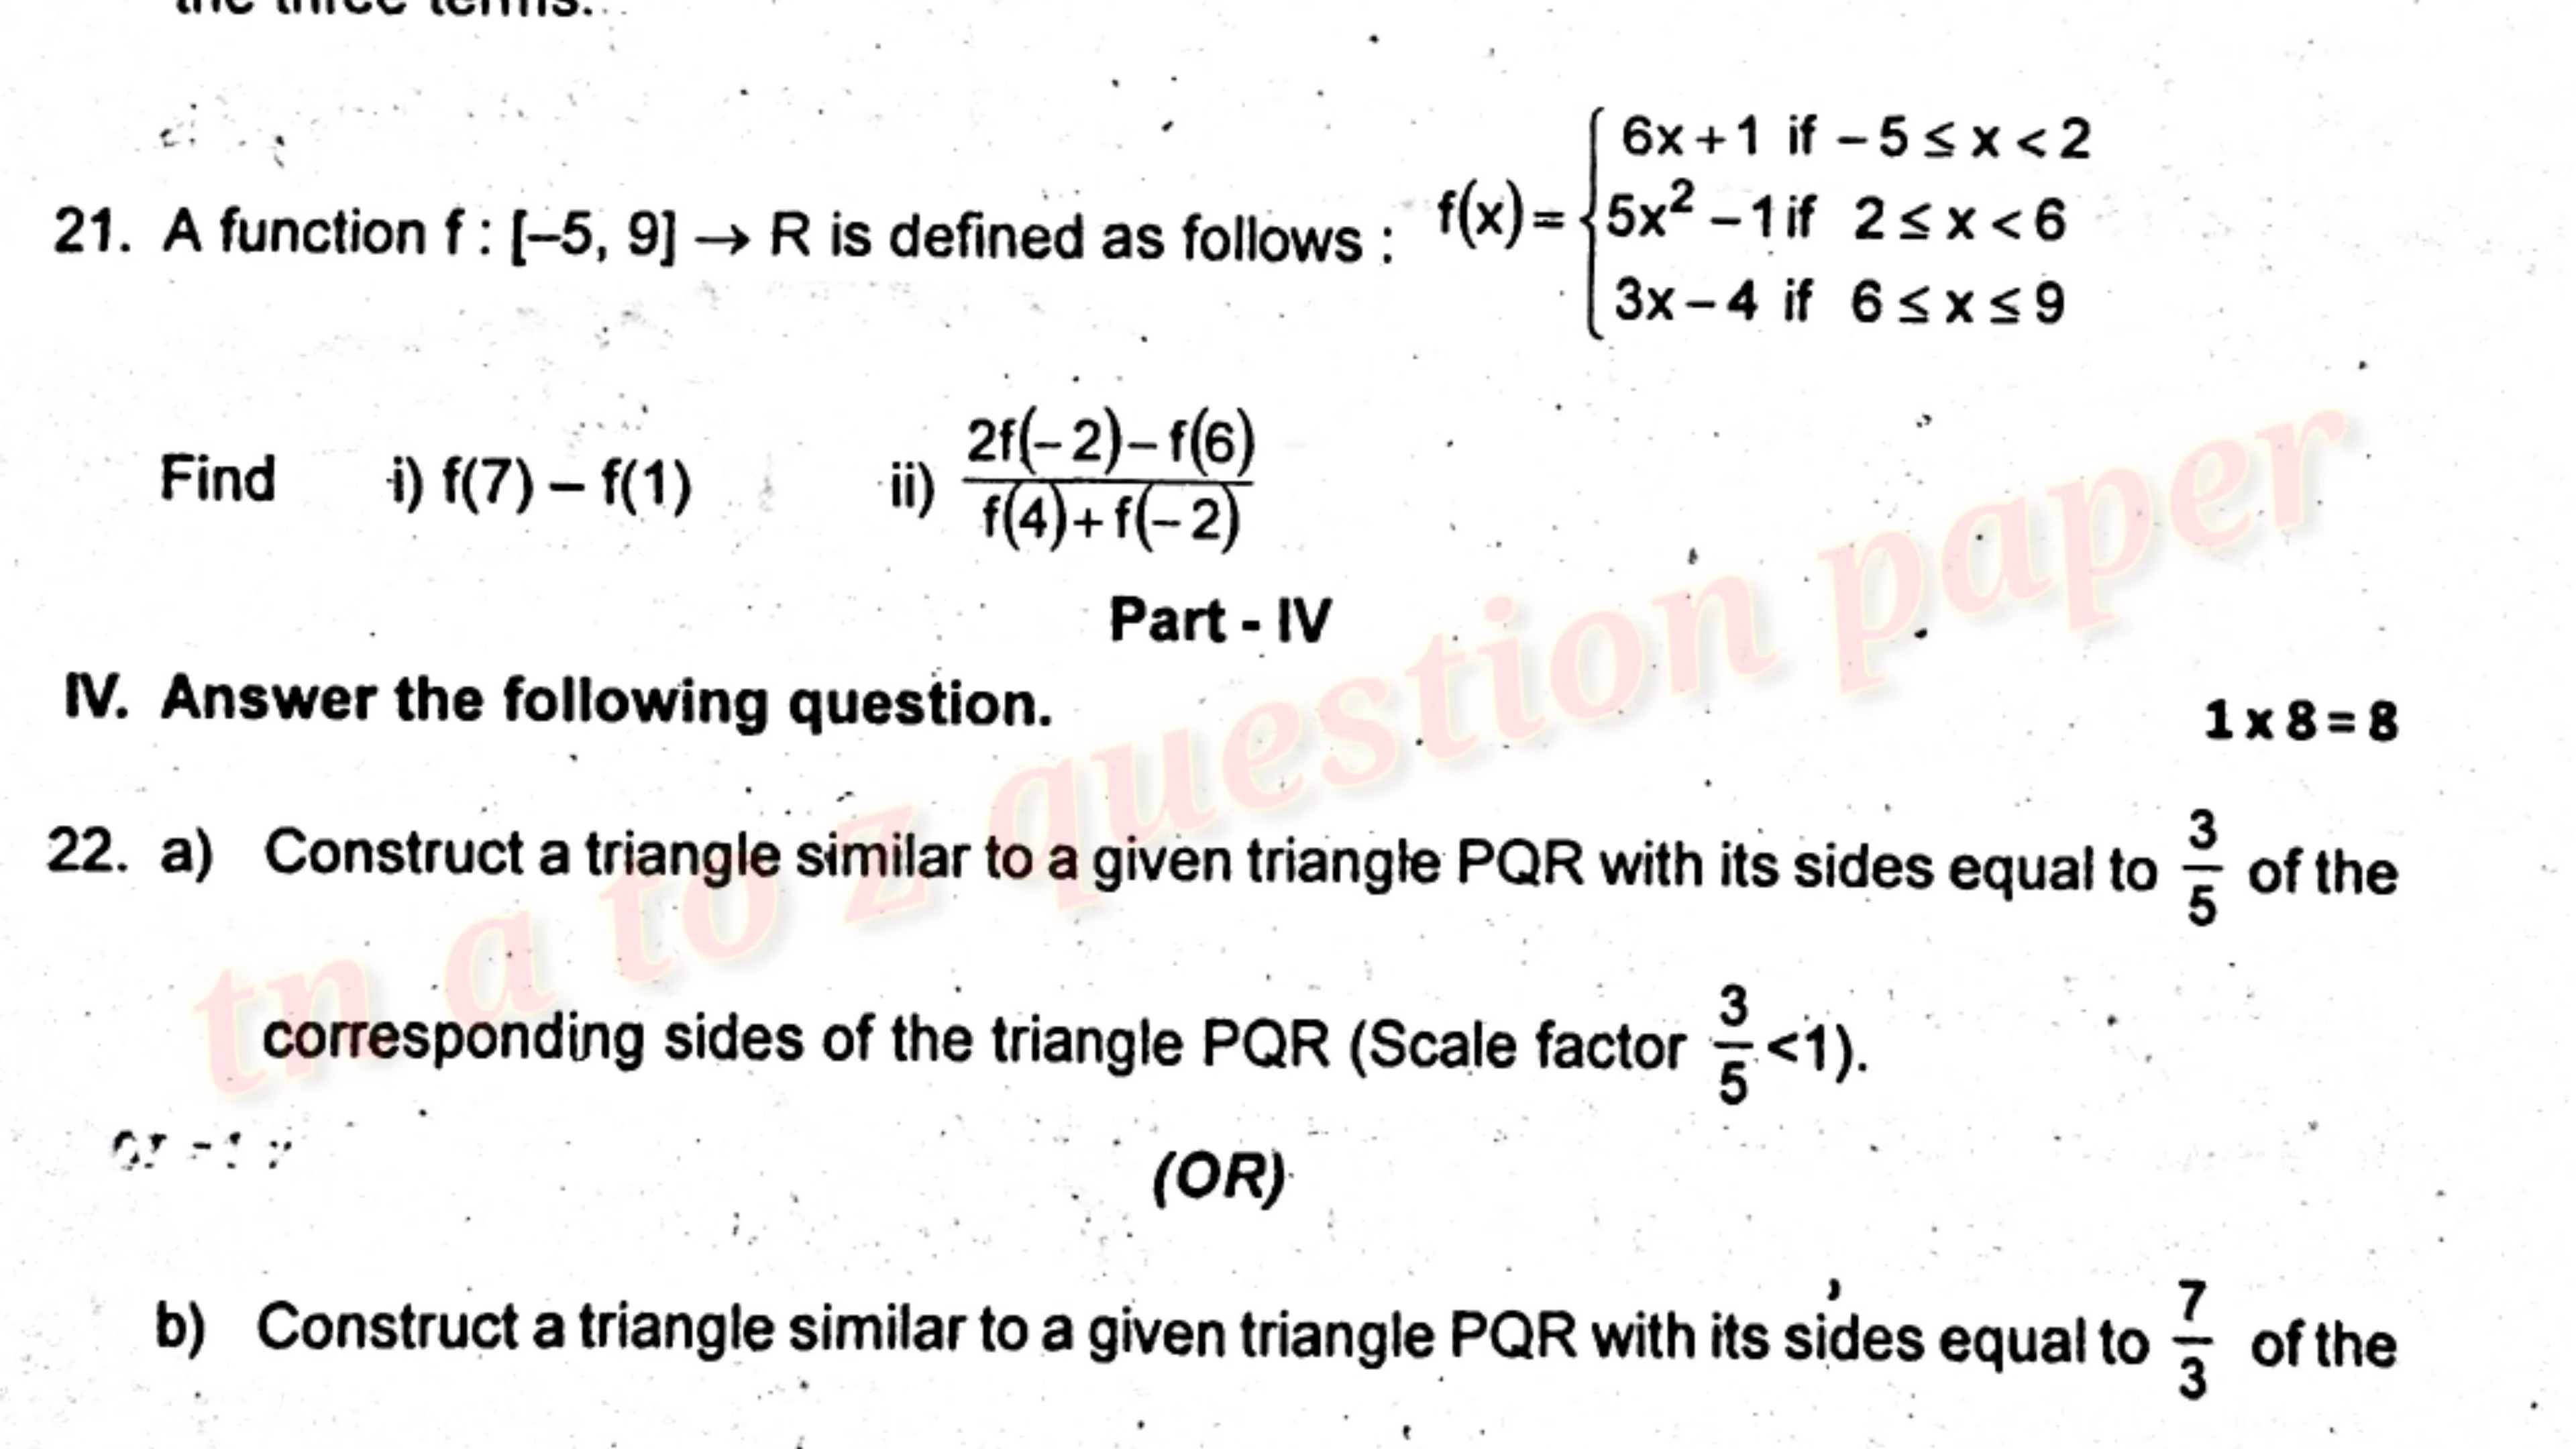 the three terms.
21. A function f : [–5, 9] → R is defined as follows : f(x) = { 6x + 1 if – 5 ≤ x < 2
5x² – 1 if 2 ≤ x < 6
3x – 4 if 6 ≤ x ≤ 9
Find i) f(7) – f(1) ii) 2f(– 2) – f(6) / f(4) + f(– 2)
Part - IV
IV. Answer the following question. 1 x 8 = 8
22. a) Construct a triangle similar to a given triangle PQR with its sides equal to 3/5 of the
corresponding sides of the triangle PQR (Scale factor 3/5 <1).
(OR)
b) Construct a triangle similar to a given triangle PQR with its sides equal to 7/3 of the
tn a to z question paper